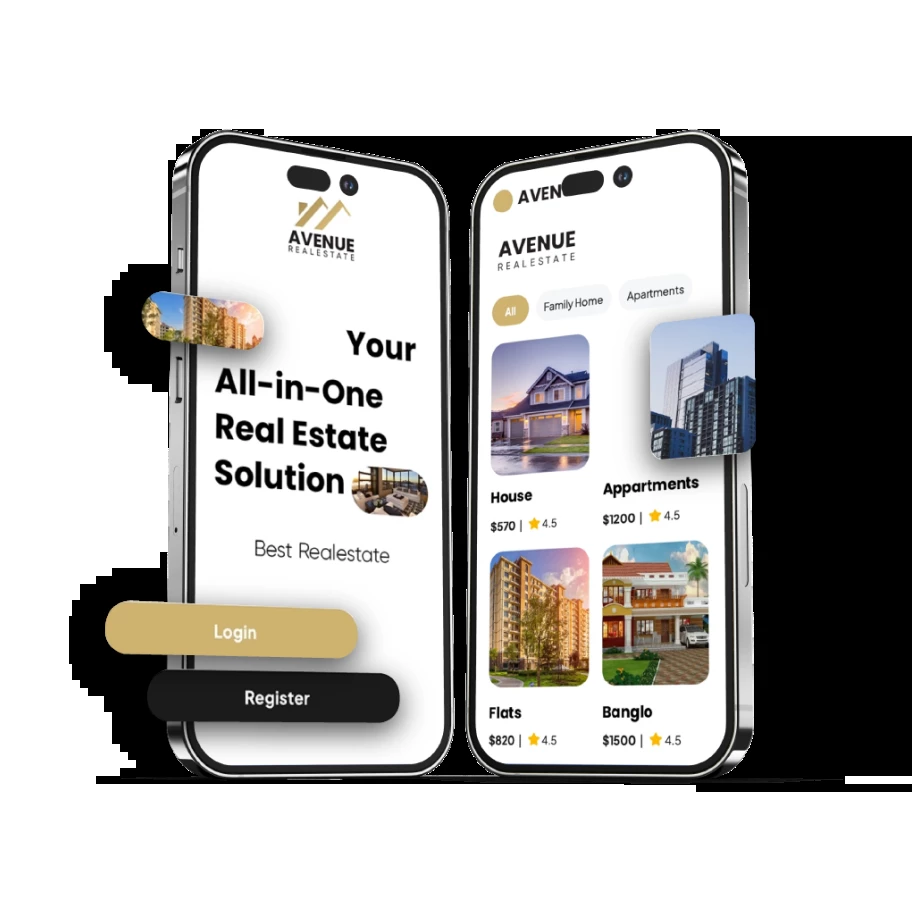 AVENUE
REALESTATE
Your
All-in-One
Real Estate
Solution
Best Realestate
Login
Register
AVEN
AVENUE
REALESTATE
All
Family Home
Apartments
House
$570 | 4.5
Appartments
$1200 | 4.5
Flats
$820 | 4.5
Banglo
$1500 | 4.5